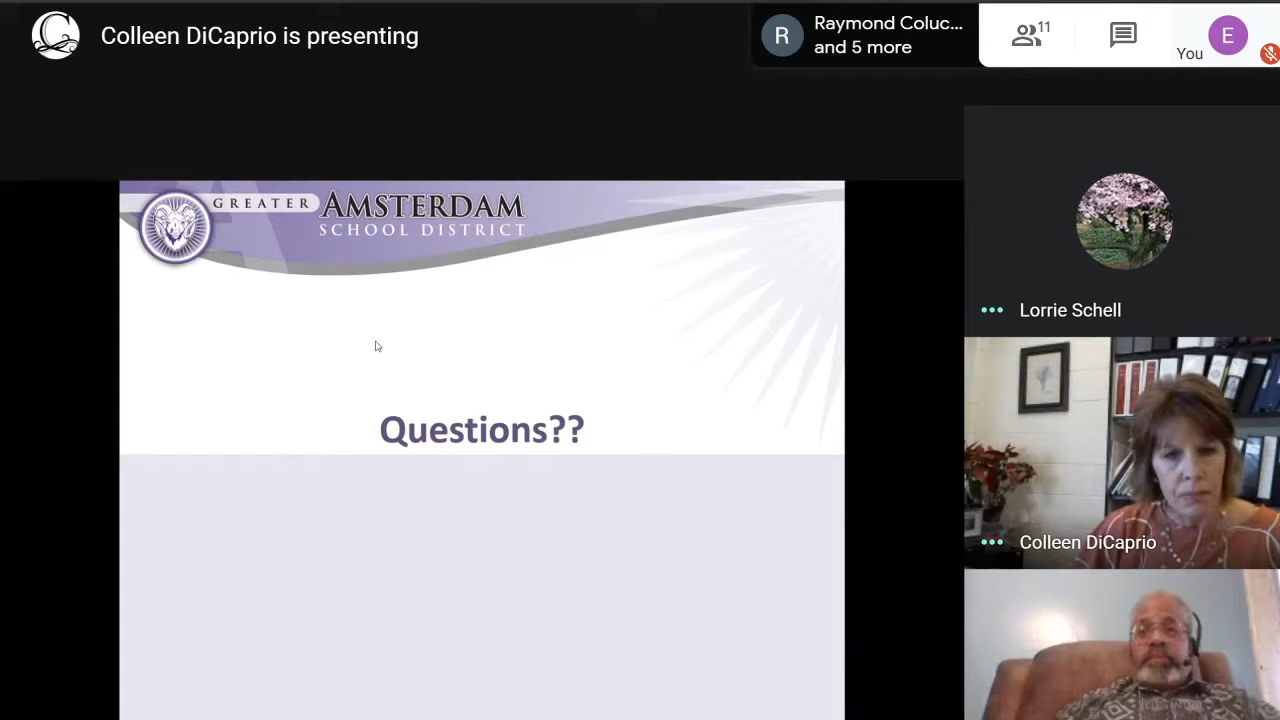 Colleen DiCaprio is presenting
R
Raymond Coluc...
and 5 more
11
You
E
GREATER AMSTERDAM
SCHOOL DISTRICT
Questions??
Lorrie Schell
Colleen DiCaprio